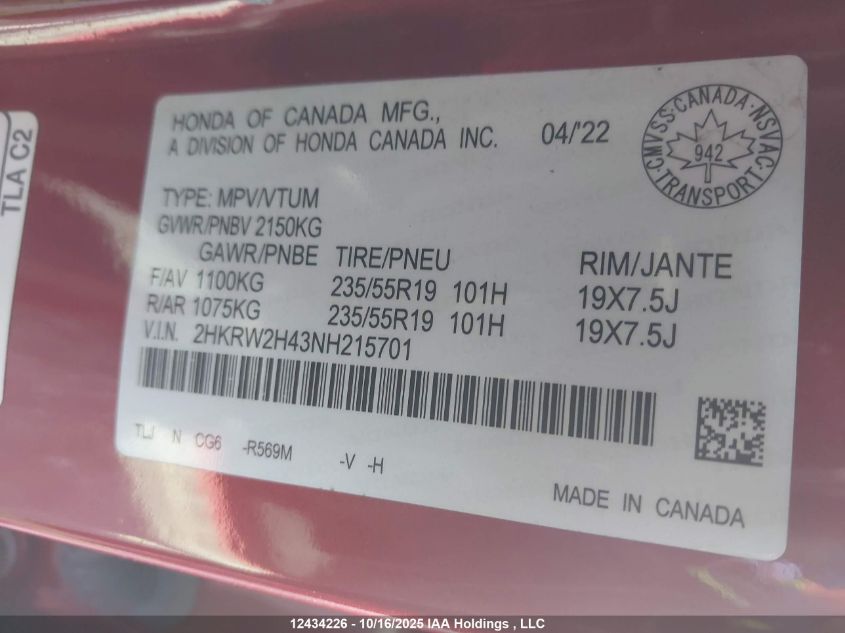 TLA C2
HONDA OF CANADA MFG.,
A DIVISION OF HONDA CANADA INC.
04/'22
CMVSS·CANADA·NSVAC·TRANSPORT
942
TYPE: MPV/VTUM
GVWR/PNBV 2150KG
GAWR/PNBE TIRE/PNEU RIM/JANTE
F/AV 1100KG 235/55R19 101H 19X7.5J
R/AR 1075KG 235/55R19 101H 19X7.5J
V.I.N. 2HKRW2H43NH215701
TLJ N CG6 -R569M -V -H
MADE IN CANADA
12434226 - 10/16/2025 IAA Holdings , LLC